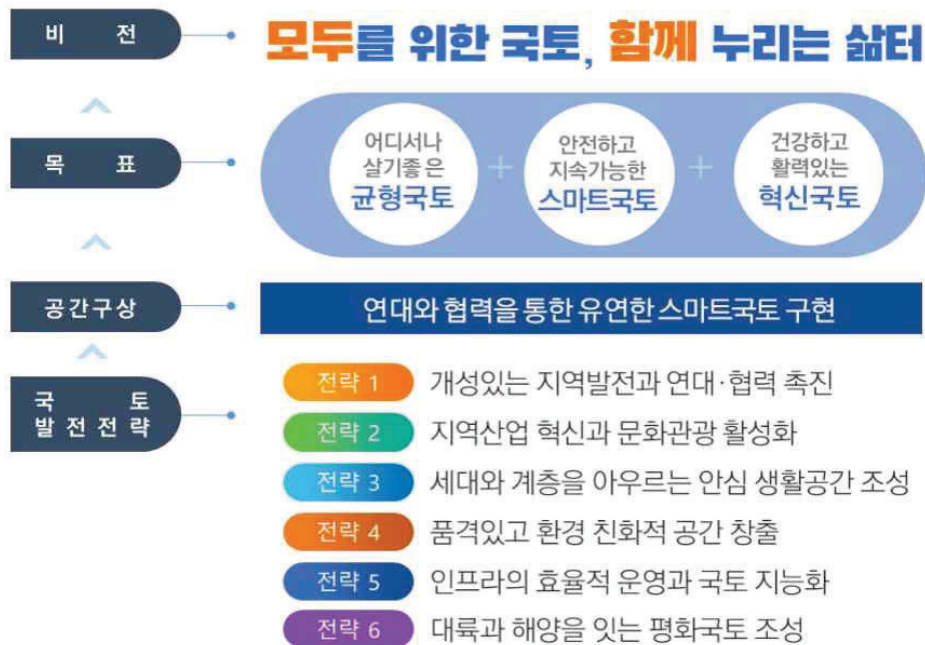 비 전
모두를 위한 국토, 함께 누리는 삶터
목 표
어디서나
살기좋은
균형국토
+
안전하고
지속가능한
스마트국토
+
건강하고
활력있는
혁신국토
공간구상
연대와 협력을 통한 유연한 스마트국토 구현
국 토
발전전략
전략 1 개성있는 지역발전과 연대·협력 촉진
전략 2 지역산업 혁신과 문화관광 활성화
전략 3 세대와 계층을 아우르는 안심 생활공간 조성
전략 4 품격있고 환경 친화적 공간 창출
전략 5 인프라의 효율적 운영과 국토 지능화
전략 6 대륙과 해양을 잇는 평화국토 조성